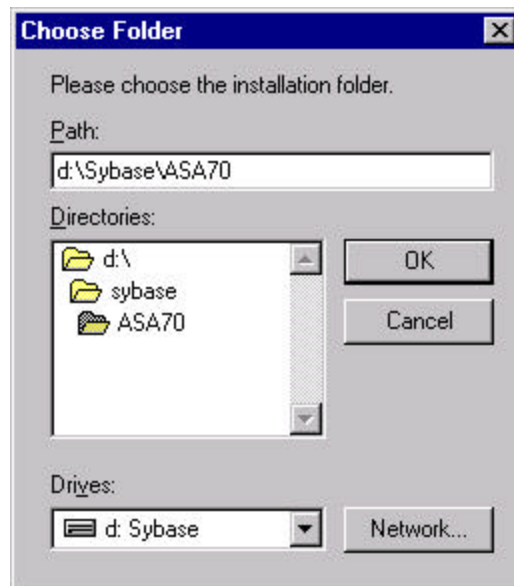 Choose Folder
Please choose the installation folder.
Path:
d:\Sybase\ASA70
Directories:
d:\
sybase
ASA70
OK
Cancel
Drives:
d: Sybase
Network...